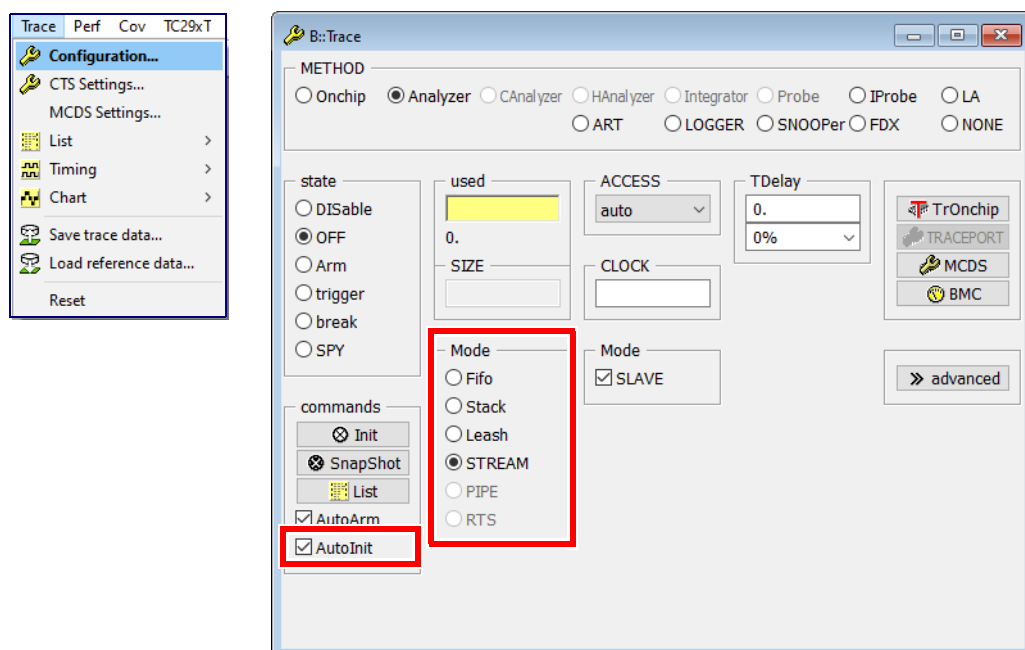 Trace Perf Cov TC29xT
Configuration...
CTS Settings...
MCDS Settings...
List
Timing
Chart
Save trace data...
Load reference data...
Reset
B::Trace
METHOD
Onchip Analyzer CAnalyzer HAnalyzer Integrator Probe IProbe LA
ART LOGGER SNOOPer FDX NONE
state
DISable
OFF
Arm
trigger
break
SPY
used
0.
SIZE
ACCESS
auto
CLOCK
TDelay
0.
0%
TrOnchip
TRACEPORT
MCDS
BMC
commands
Init
SnapShot
List
AutoArm
AutoInit
Mode
Fifo
Stack
Leash
STREAM
PIPE
RTS
Mode
SLAVE
advanced